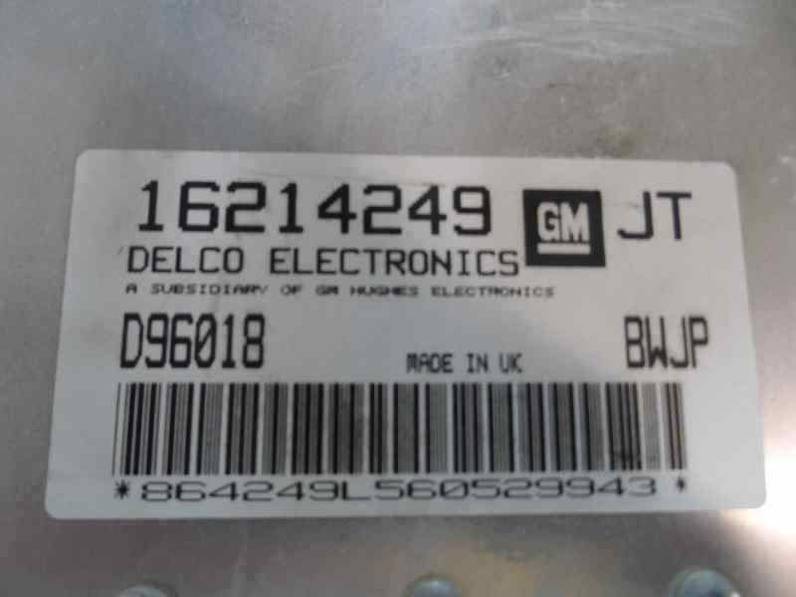 16214249 GM JT
DELCO ELECTRONICS
A SUBSIDIARY OF GM HUGHES ELECTRONICS
D96018 MADE IN UK BWJP
*864249L560529943*